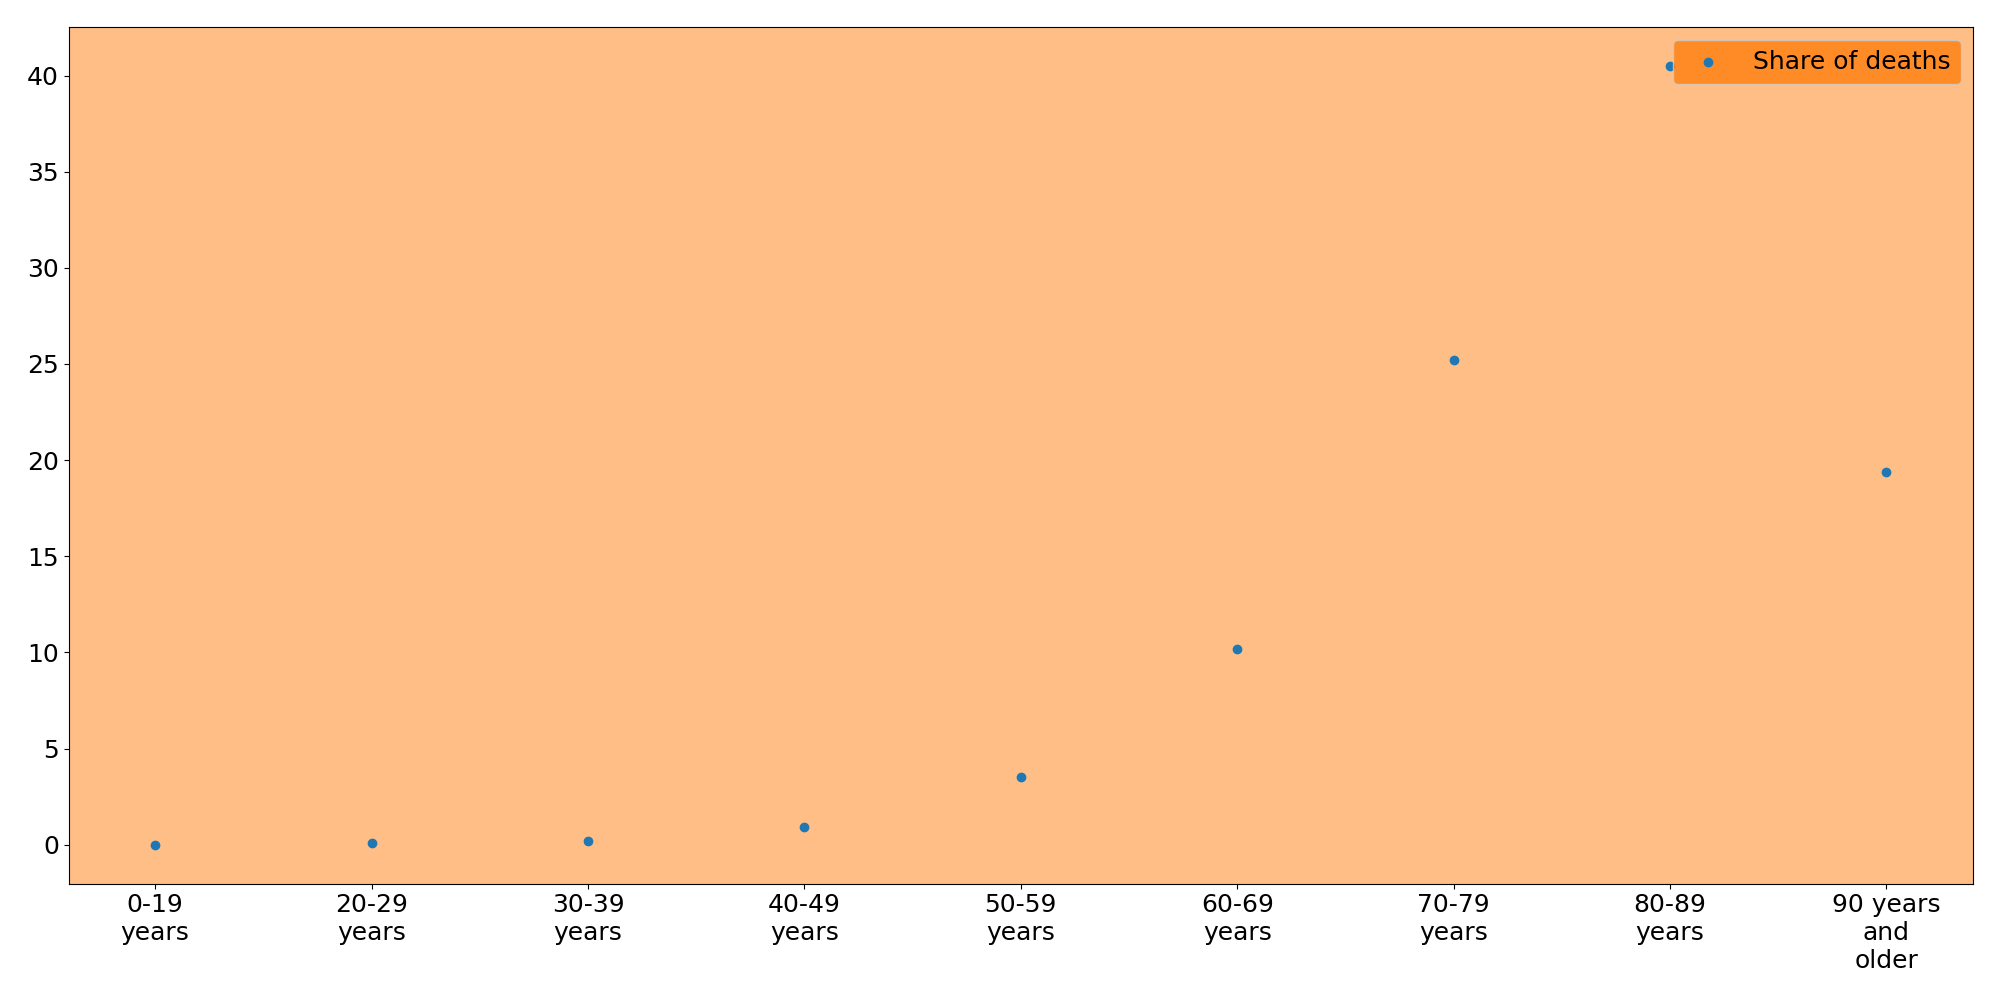 Share of deaths
40
35
30
25
20
15
10
5
0
0-19
years
20-29
years
30-39
years
40-49
years
50-59
years
60-69
years
70-79
years
80-89
years
90 years
and
older